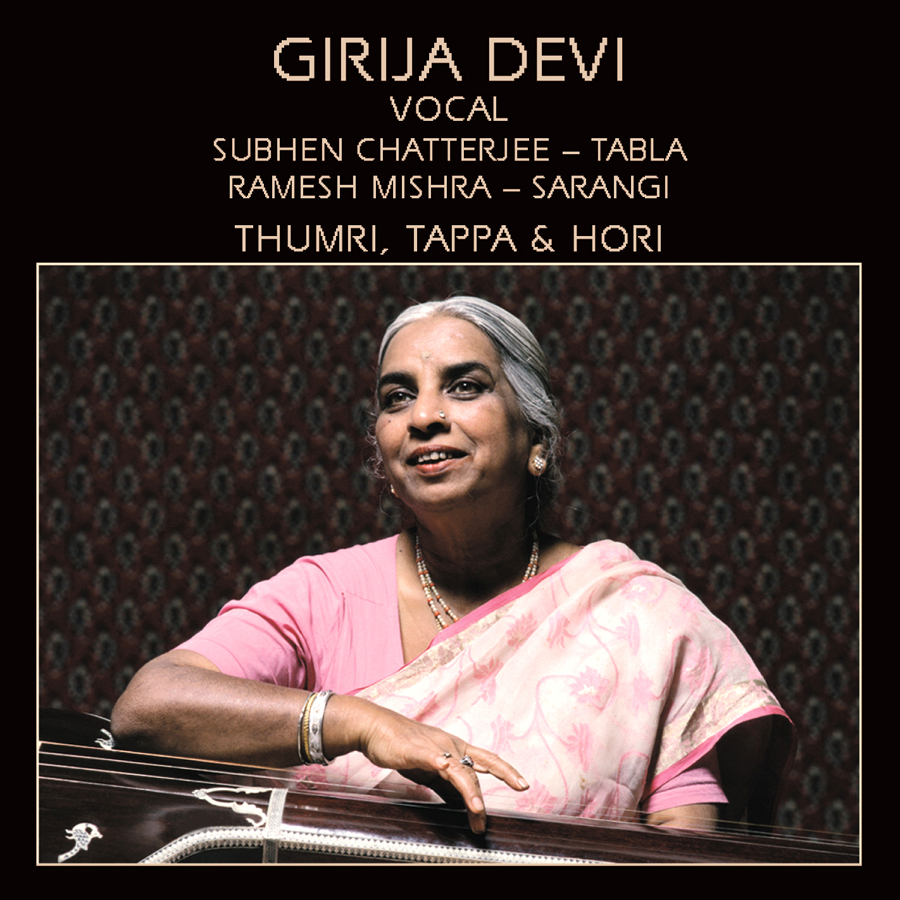 GIRIJA DEVI
VOCAL
SUBHEN CHATTERJEE – TABLA
RAMESH MISHRA – SARANGI
THUMRI, TAPPA & HORI